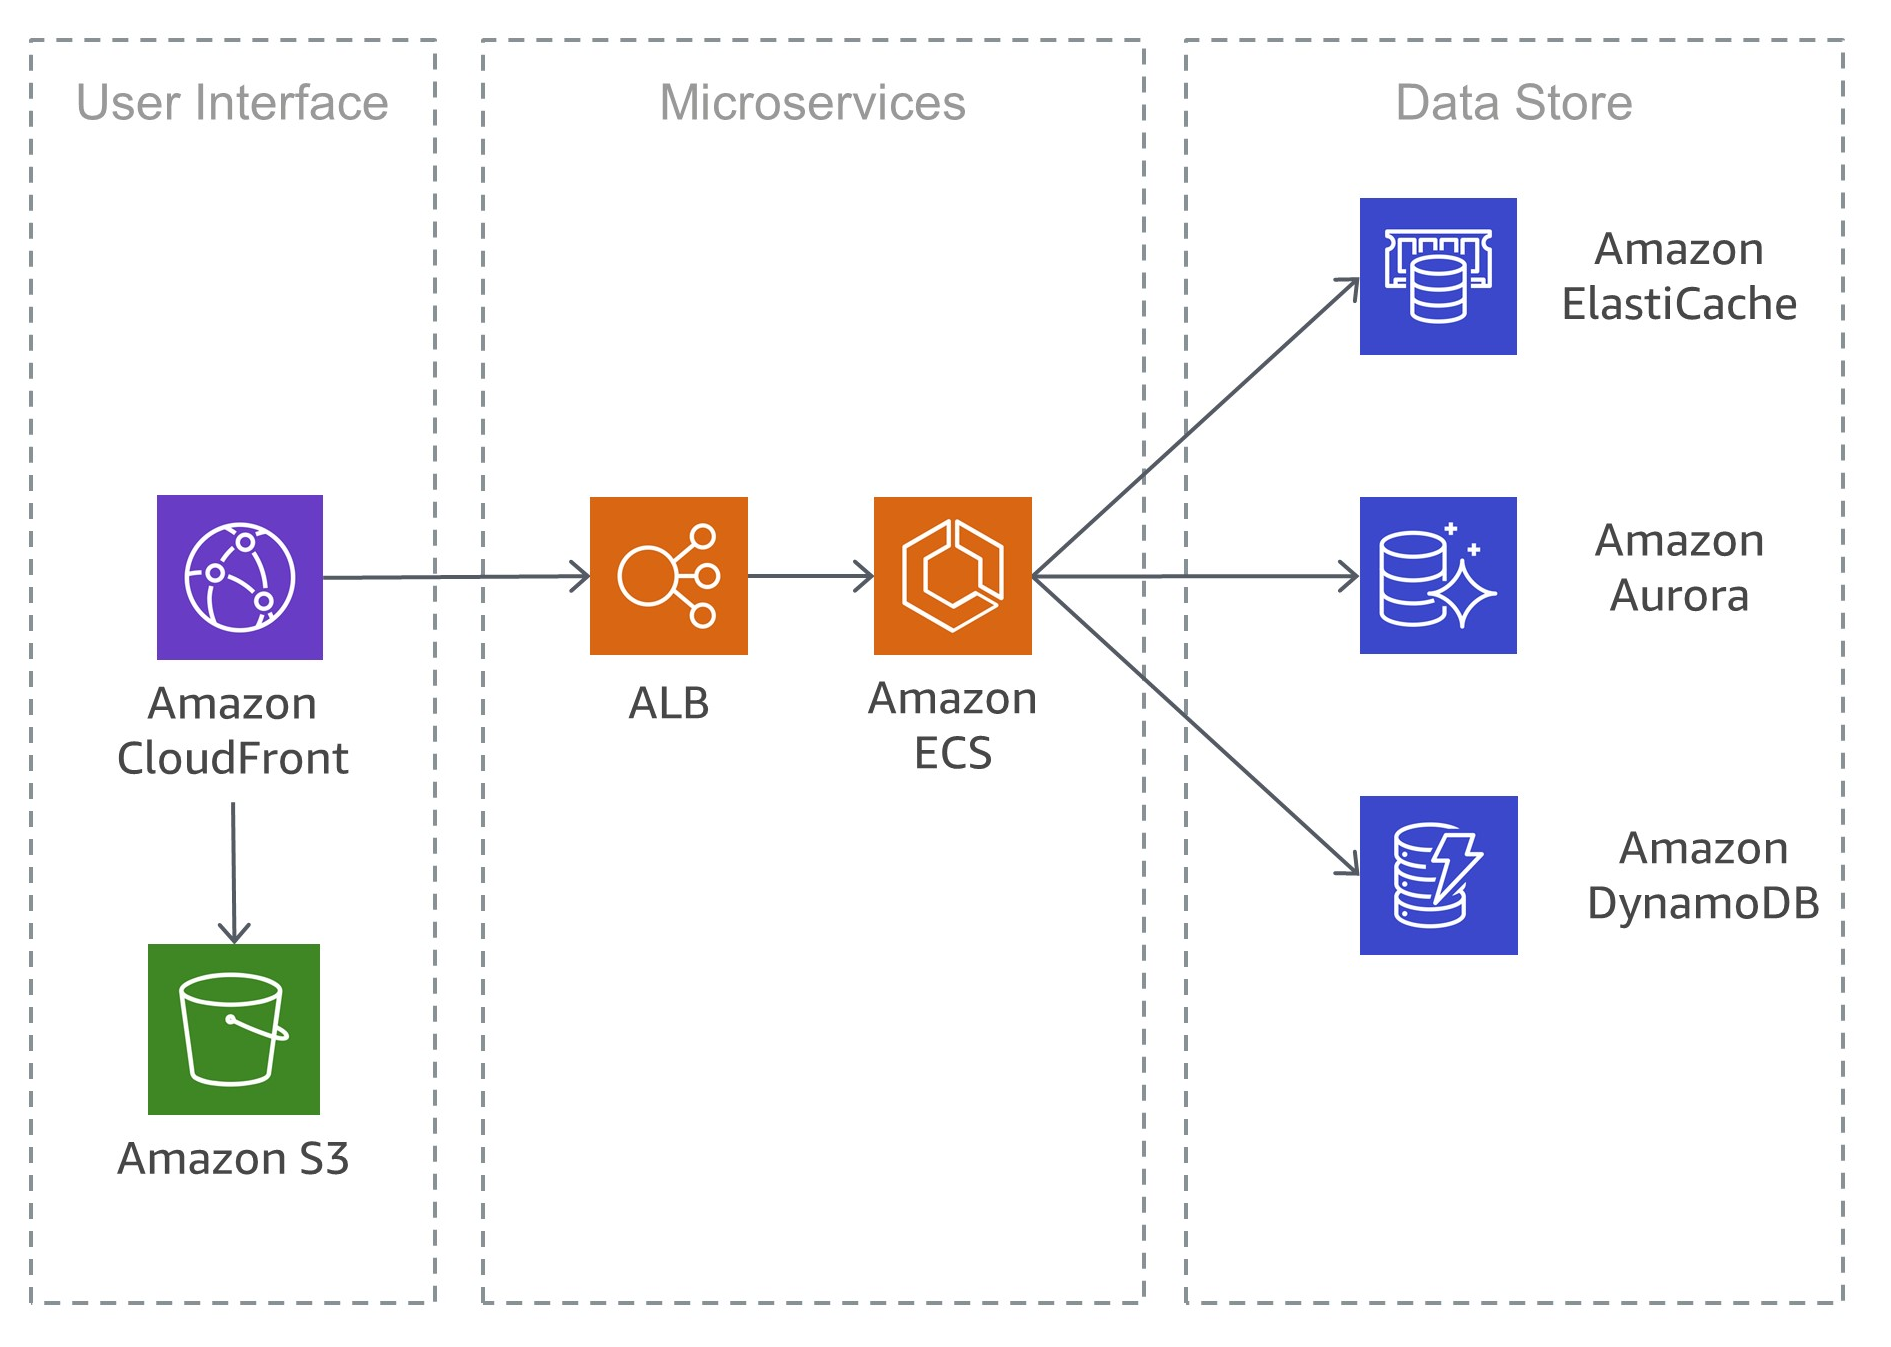 User Interface
Microservices
Data Store
Amazon
CloudFront
Amazon S3
ALB
Amazon
ECS
Amazon
ElastiCache
Amazon
Aurora
Amazon
DynamoDB